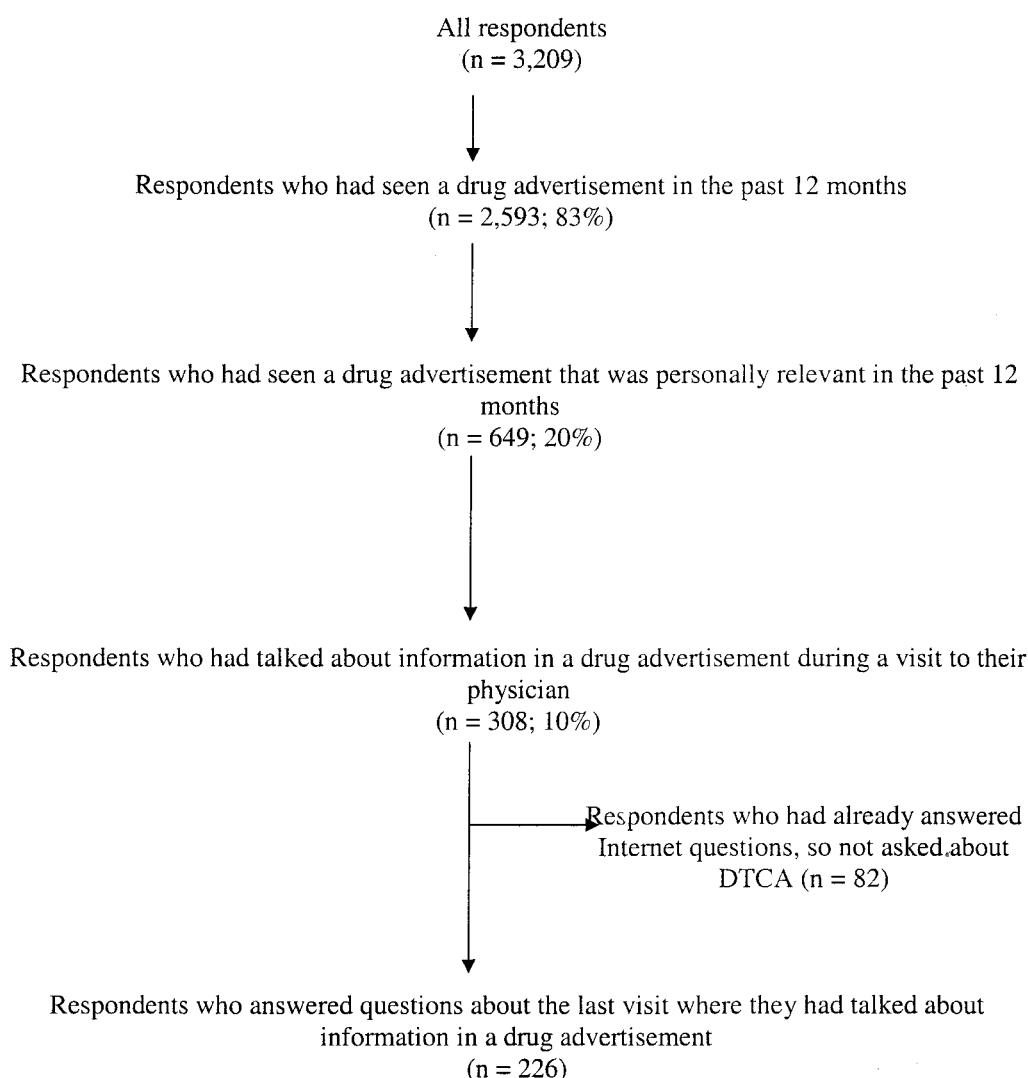 All respondents
(n = 3,209)
Respondents who had seen a drug advertisement in the past 12 months
(n = 2,593; 83%)
Respondents who had seen a drug advertisement that was personally relevant in the past 12
months
(n = 649; 20%)
Respondents who had talked about information in a drug advertisement during a visit to their
physician
(n = 308; 10%)
Respondents who had already answered
Internet questions, so not asked about
DTCA (n = 82)
Respondents who answered questions about the last visit where they had talked about
information in a drug advertisement
(n = 226)